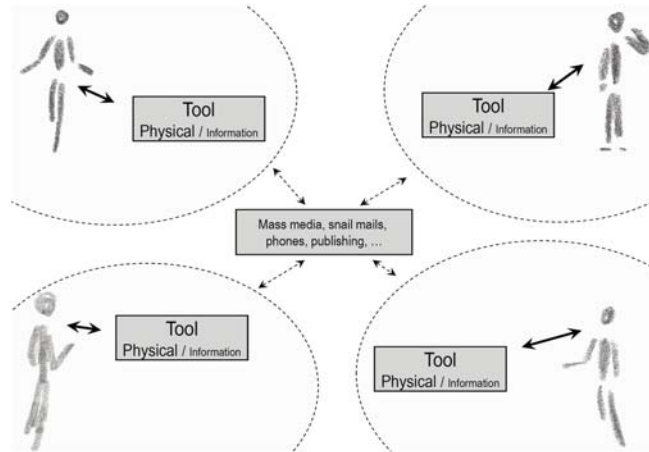 Tool
Physical / Information
Tool
Physical / Information
Mass media, snail mails,
phones, publishing, ...
Tool
Physical / Information
Tool
Physical / Information